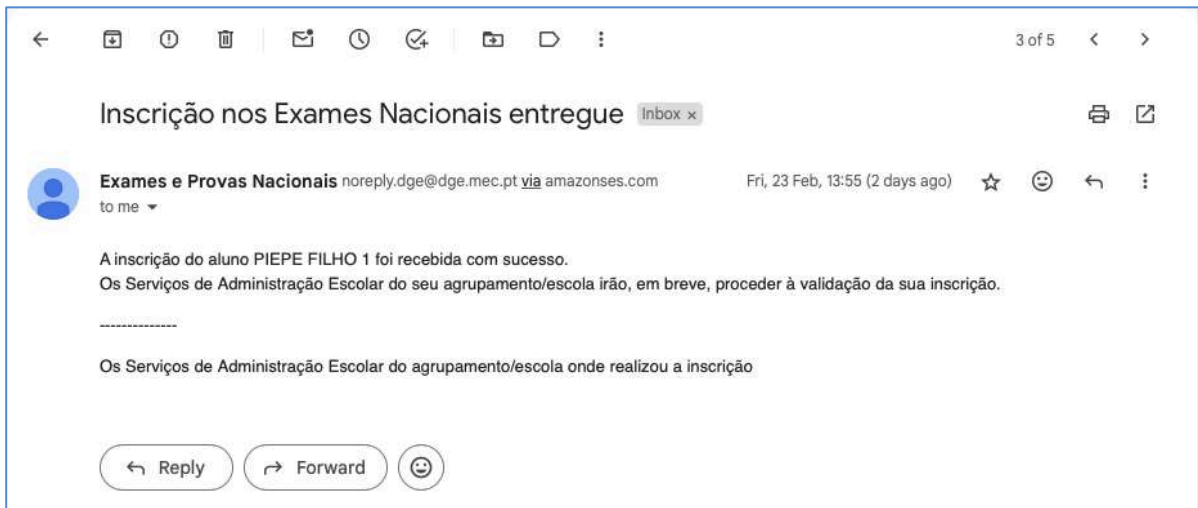 3 of 5
Inscrição nos Exames Nacionais entregue Inbox x
Exames e Provas Nacionais noreply.dge@dge.mec.pt via amazonses.com Fri, 23 Feb, 13:55 (2 days ago)
to me
A inscrição do aluno PIEPE FILHO 1 foi recebida com sucesso.
Os Serviços de Administração Escolar do seu agrupamento/escola irão, em breve, proceder à validação da sua inscrição.
--------------
Os Serviços de Administração Escolar do agrupamento/escola onde realizou a inscrição
Reply Forward